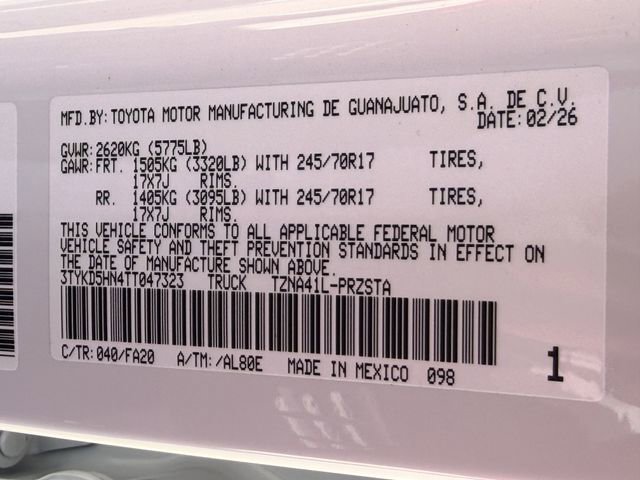 MFD.BY: TOYOTA MOTOR MANUFACTURING DE GUANAJUATO, S.A. DE C.V.
DATE: 02/26
GVWR: 2620KG (5775LB)
GAWR: FRT. 1505KG (3320LB) WITH 245/70R17 TIRES,
17X7J RIMS.
RR. 1405KG (3095LB) WITH 245/70R17 TIRES,
17X7J RIMS.
THIS VEHICLE CONFORMS TO ALL APPLICABLE FEDERAL MOTOR
VEHICLE SAFETY AND THEFT PREVENTION STANDARDS IN EFFECT ON
THE DATE OF MANUFACTURE SHOWN ABOVE.
3TYKD5HN4TT047323 TRUCK TZNA41L-PRZSTA
C/TR: 040/FA20 A/TM: /AL80E MADE IN MEXICO 098 1